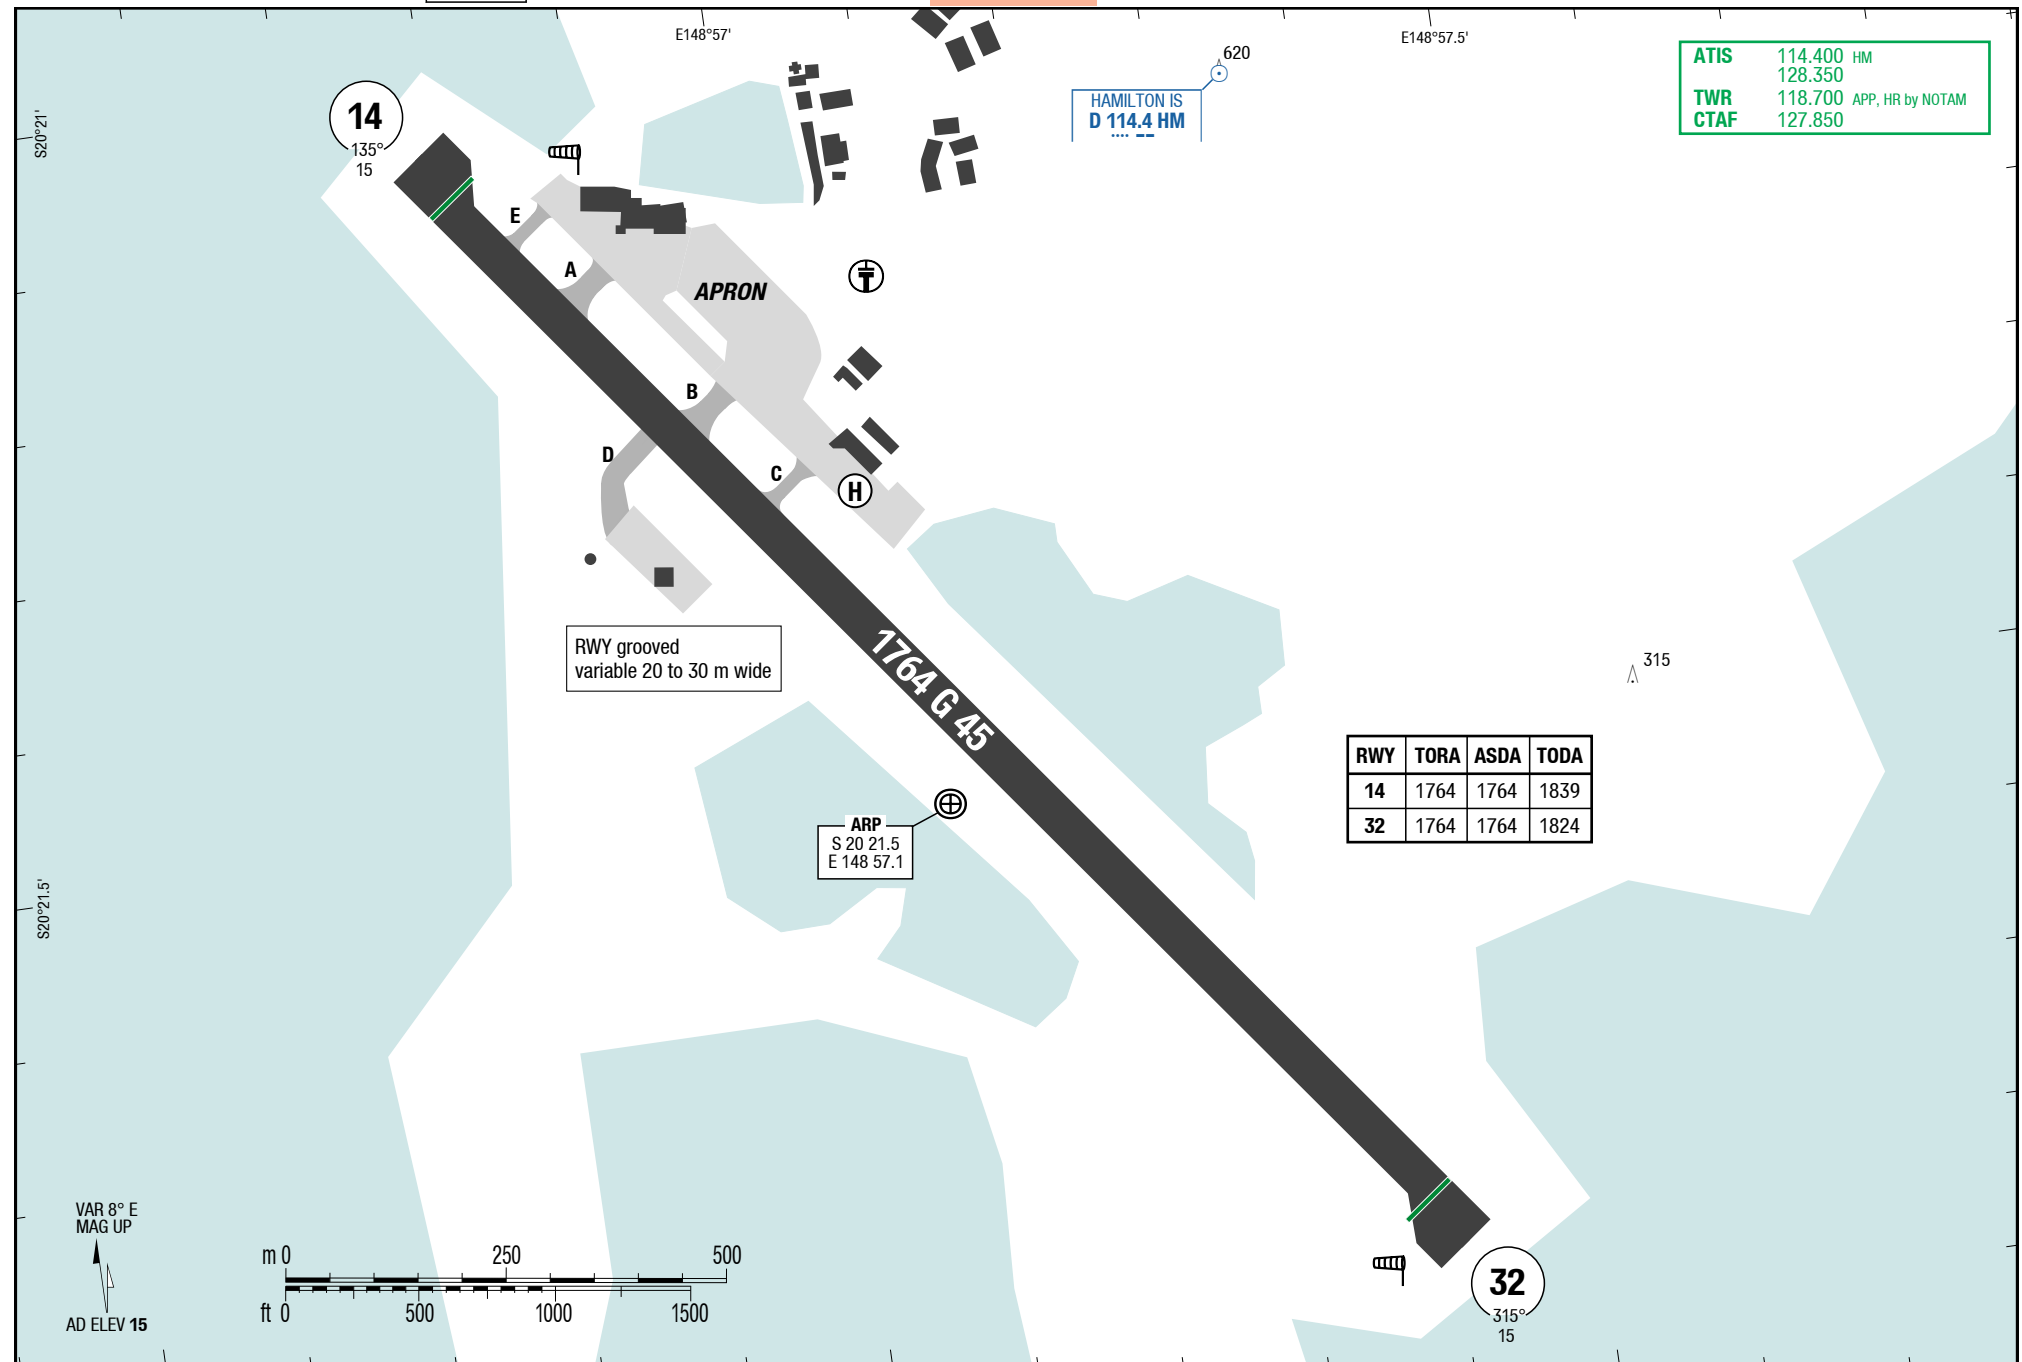 E148°57'
E148°57.5'
620
HAMILTON IS
D 114.4 HM
ATIS 114.400 HM
128.350
TWR 118.700 APP, HR by NOTAM
CTAF 127.850
S20°21'
14
135°
15
E
A
APRON
B
D
C
H
RWY grooved
variable 20 to 30 m wide
1764 G 45
315
RWY TORA ASDA TODA
14 1764 1764 1839
32 1764 1764 1824
ARP
S 20 21.5
E 148 57.1
S20°21.5'
VAR 8° E
MAG UP
AD ELEV 15
m 0 250 500
ft 0 500 1000 1500
32
315°
15